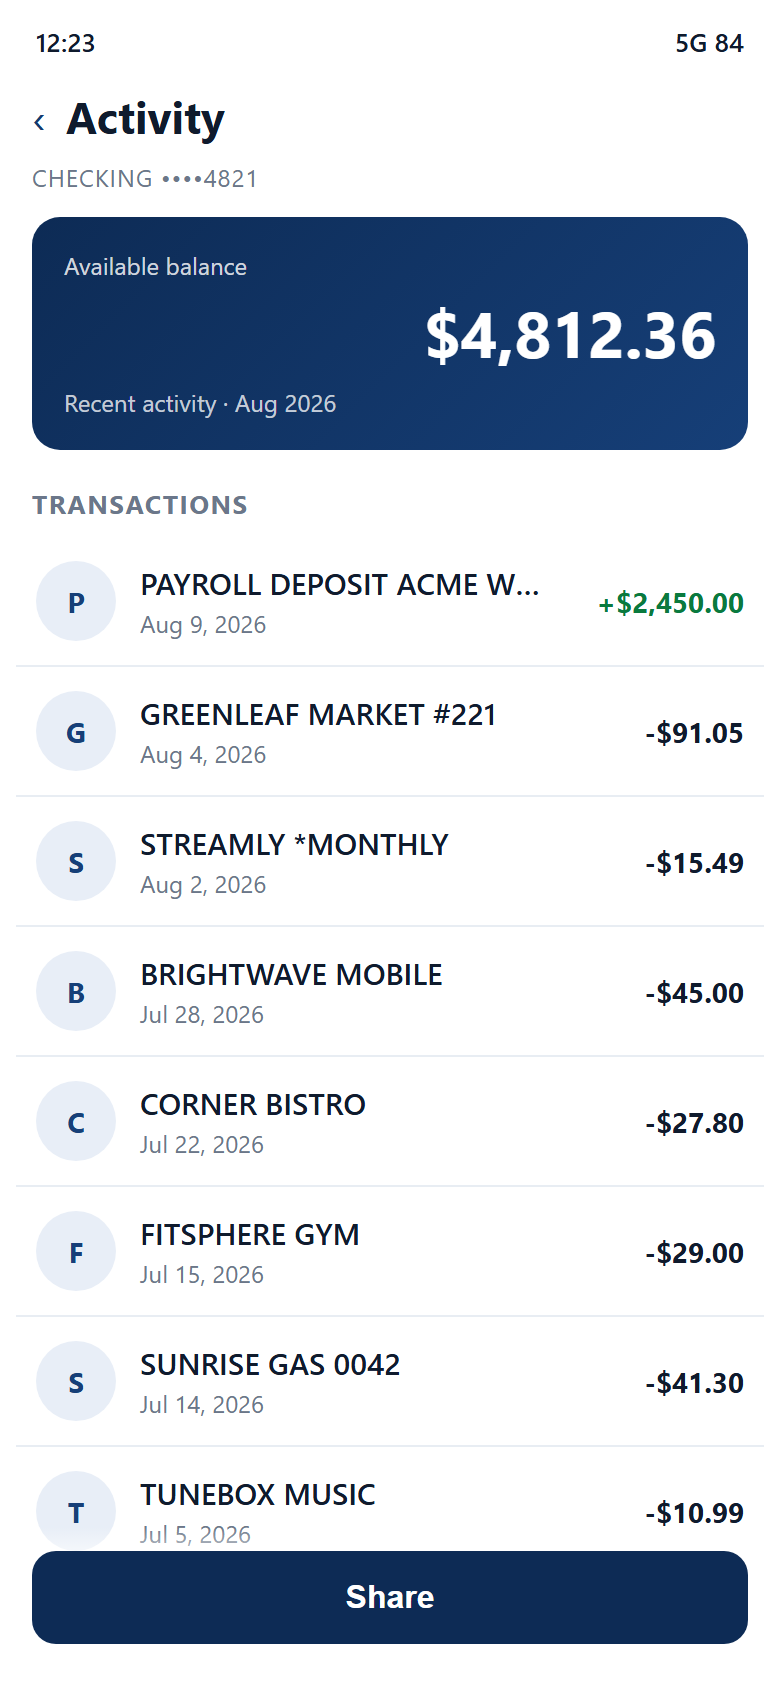 12:23 5G 84
‹ Activity
CHECKING ••••4821
Available balance
$4,812.36
Recent activity · Aug 2026
TRANSACTIONS
P PAYROLL DEPOSIT ACME W... +$2,450.00
Aug 9, 2026
G GREENLEAF MARKET #221 -$91.05
Aug 4, 2026
S STREAMLY *MONTHLY -$15.49
Aug 2, 2026
B BRIGHTWAVE MOBILE -$45.00
Jul 28, 2026
C CORNER BISTRO -$27.80
Jul 22, 2026
F FITSPHERE GYM -$29.00
Jul 15, 2026
S SUNRISE GAS 0042 -$41.30
Jul 14, 2026
T TUNEBOX MUSIC -$10.99
Jul 5, 2026
Share